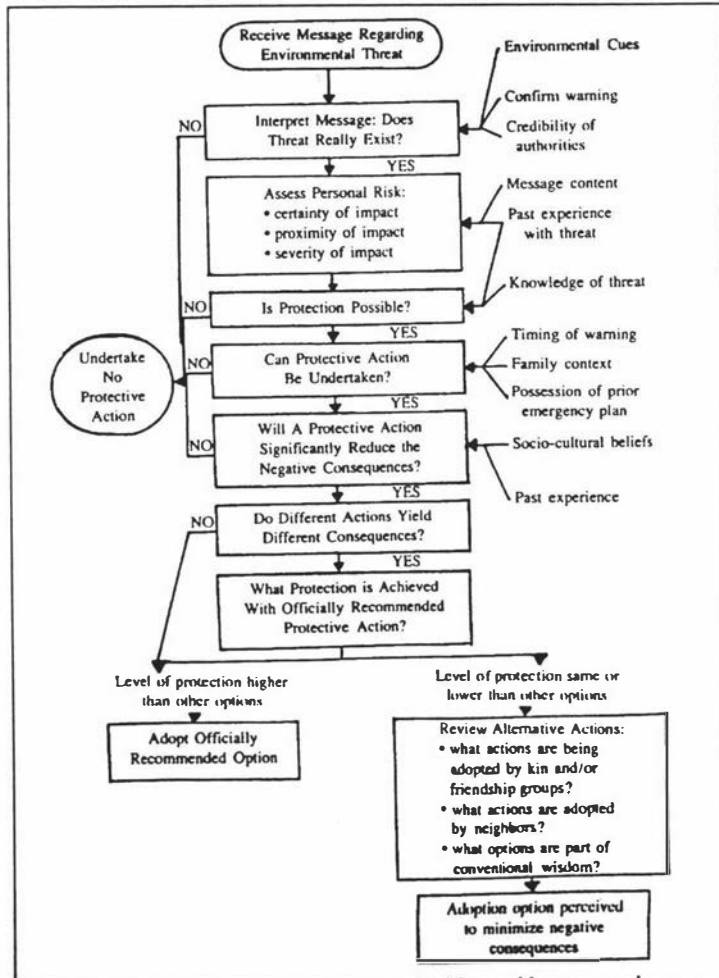 Receive Message Regarding
Environmental Threat
Environmental Cues
Confirm warning
Credibility of
authorities
NO
Interpret Message: Does
Threat Really Exist?
YES
Assess Personal Risk:
• certainty of impact
• proximity of impact
• severity of impact
Message content
Past experience
with threat
Knowledge of threat
NO
Is Protection Possible?
YES
Timing of warning
Family context
Possession of prior
emergency plan
Undertake
No
Protective
Action
NO
Can Protective Action
Be Undertaken?
YES
NO
Will A Protective Action
Significantly Reduce the
Negative Consequences?
Socio-cultural beliefs
Past experience
YES
NO
Do Different Actions Yield
Different Consequences?
YES
What Protection is Achieved
With Officially Recommended
Protective Action?
Level of protection higher
than other options
Adopt Officially
Recommended Option
Level of protection same or
lower than other options
Review Alternative Actions:
• what actions are being
adopted by kin and/or
friendship groups?
• what actions are adopted
by neighbors?
• what options are part of
conventional wisdom?
Adoption option perceived
to minimize negative
consequences